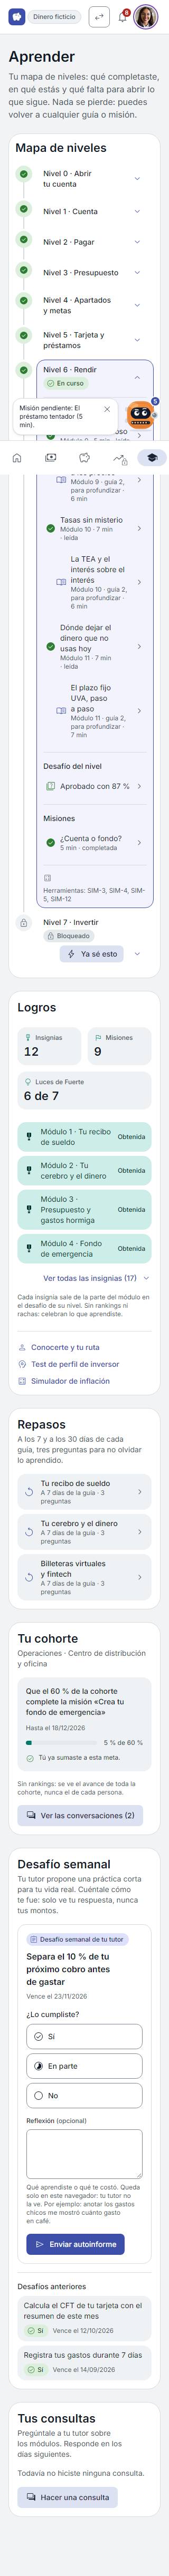 Dinero ficticio
8
Aprender
Tu mapa de niveles: qué completaste,
en qué estás y qué falta para abrir lo
que sigue. Nada se pierde: puedes
volver a cualquier guía o misión.
Mapa de niveles
Nivel 0 · Abrir
tu cuenta
Nivel 1 · Cuenta
Nivel 2 · Pagar
Nivel 3 · Presupuesto
Nivel 4 · Apartados
y metas
Nivel 5 · Tarjeta y
préstamos
Nivel 6 · Rendir
En curso
Misión pendiente: El
préstamo tentador (5
min).
5
Módulo 9 · guía 2,
para profundizar ·
6 min
Tasas sin misterio
Módulo 10 · 7 min
· leída
La TEA y el
interés sobre el
interés
Módulo 10 · guía 2,
para profundizar ·
6 min
Dónde dejar el
dinero que no
usas hoy
Módulo 11 · 7 min
· leída
El plazo fijo
UVA, paso
a paso
Módulo 11 · guía 2,
para profundizar ·
7 min
Desafío del nivel
Aprobado con 87 %
Misiones
¿Cuenta o fondo?
5 min · completada
Herramientas: SIM-3, SIM-4, SIM-
5, SIM-12
Nivel 7 · Invertir
Bloqueado
Ya sé esto
Logros
Insignias
12
Misiones
9
Luces de Fuerte
6 de 7
Módulo 1 · Tu recibo
de sueldo
Obtenida
Módulo 2 · Tu
cerebro y el dinero
Obtenida
Módulo 3 ·
Presupuesto y
gastos hormiga
Obtenida
Módulo 4 · Fondo
de emergencia
Obtenida
Ver todas las insignias (17)
Cada insignia sale de la parte del módulo en
el desafío de su nivel. Sin rankings ni
rachas: celebran lo que aprendiste.
Conocerte y tu ruta
Test de perfil de inversor
Simulador de inflación
Repasos
A los 7 y a los 30 días de cada
guía, tres preguntas para no olvidar
lo aprendido.
Tu recibo de sueldo
A 7 días de la guía · 3
preguntas
Tu cerebro y el dinero
A 7 días de la guía · 3
preguntas
Billeteras virtuales
y fintech
A 7 días de la guía · 3
preguntas
Tu cohorte
Operaciones · Centro de distribución
y oficina
Que el 60 % de la cohorte
complete la misión «Crea tu
fondo de emergencia»
Hasta el 18/12/2026
5 % de 60 %
Tú ya sumaste a esta meta.
Sin rankings: se ve el avance de toda la
cohorte, nunca el de cada persona.
Ver las conversaciones (2)
Desafío semanal
Tu tutor propone una práctica corta
para tu vida real. Cuéntale cómo
te fue: solo ve tu respuesta, nunca
tus montos.
Desafío semanal de tu tutor
Separa el 10 % de tu
próximo cobro antes
de gastar
Vence el 23/11/2026
¿Lo cumpliste?
Sí
En parte
No
Reflexión (opcional)
Qué aprendiste o qué te costó. Queda
solo en este navegador: tu tutor no
la ve. Por ejemplo: anotar los gastos
chicos me mostró cuánto gasto
en café.
Enviar autoinforme
Desafíos anteriores
Calcula el CFT de tu tarjeta con el
resumen de este mes
Sí
Vence el 12/10/2026
Registra tus gastos durante 7 días
Sí
Vence el 14/09/2026
Tus consultas
Pregúntale a tu tutor sobre
los módulos. Responde en los
días siguientes.
Todavía no hiciste ninguna consulta.
Hacer una consulta